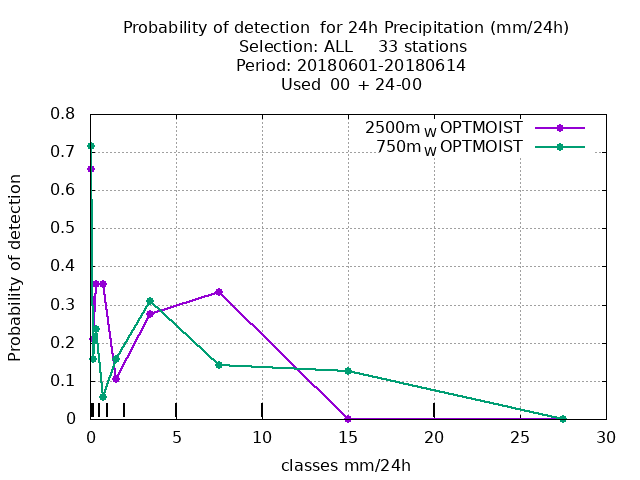 Probability of detection for 24h Precipitation (mm/24h)
Selection: ALL 33 stations
Period: 20180601-20180614
Used 00 + 24-00
2500m W OPTMOIST
750m W OPTMOIST
Probability of detection
0.8
0.7
0.6
0.5
0.4
0.3
0.2
0.1
0
0 5 10 15 20 25 30
classes mm/24h